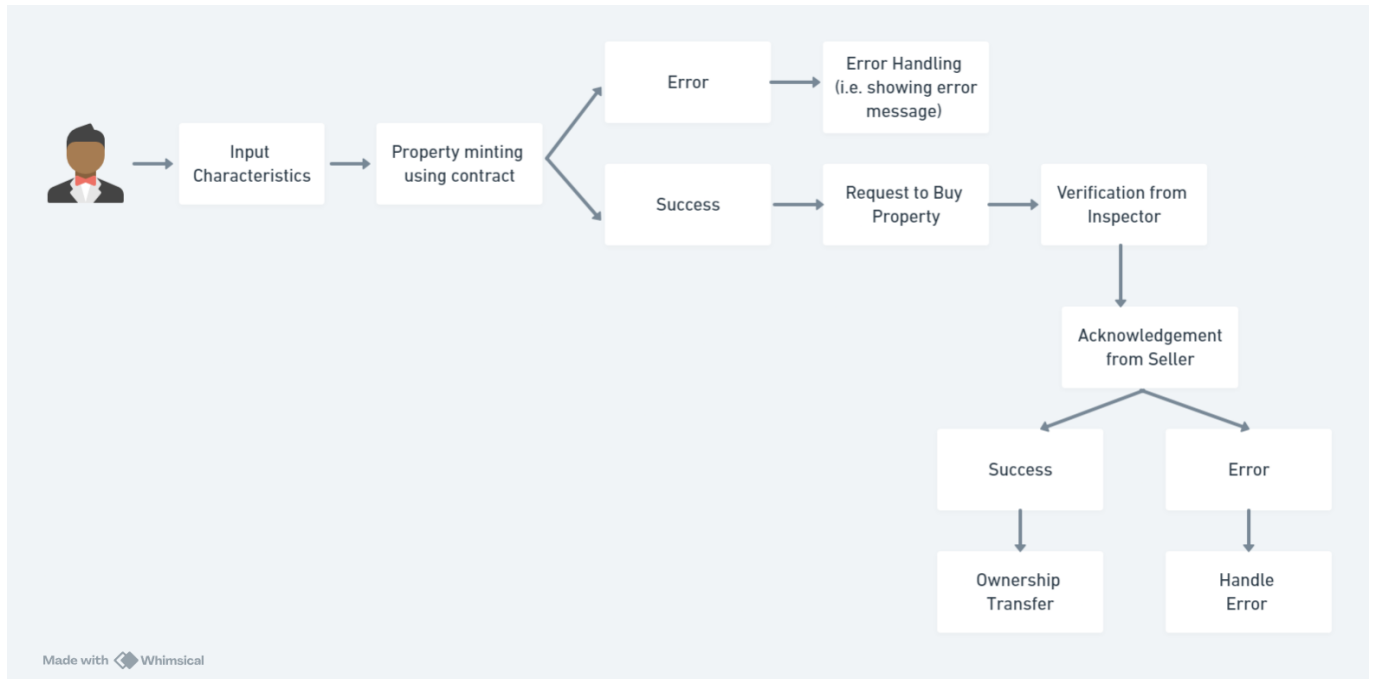 Input
Characteristics
Property minting
using contract
Error
Error Handling
(i.e. showing error
message)
Success
Request to Buy
Property
Verification from
Inspector
Acknowledgement
from Seller
Success
Error
Ownership
Transfer
Handle
Error
Made with Whimsical